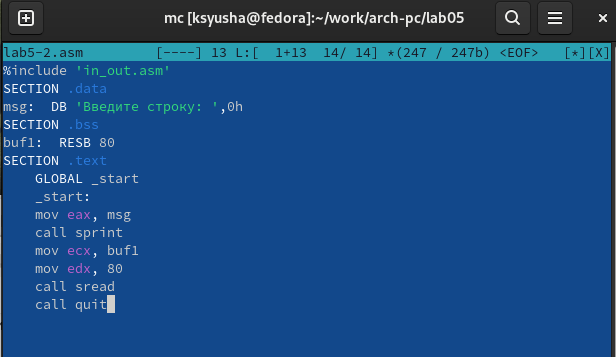 mc [ksyusha@fedora]:~/work/arch-pc/lab05
lab5-2.asm [----] 13 L:[ 1+13 14/ 14] *(247 / 247b) <EOF> [*][X]
%include 'in_out.asm'
SECTION .data
msg: DB 'Введите строку: ',0h
SECTION .bss
buf1: RESB 80
SECTION .text
GLOBAL _start
_start:
mov eax, msg
call sprint
mov ecx, buf1
mov edx, 80
call sread
call quit